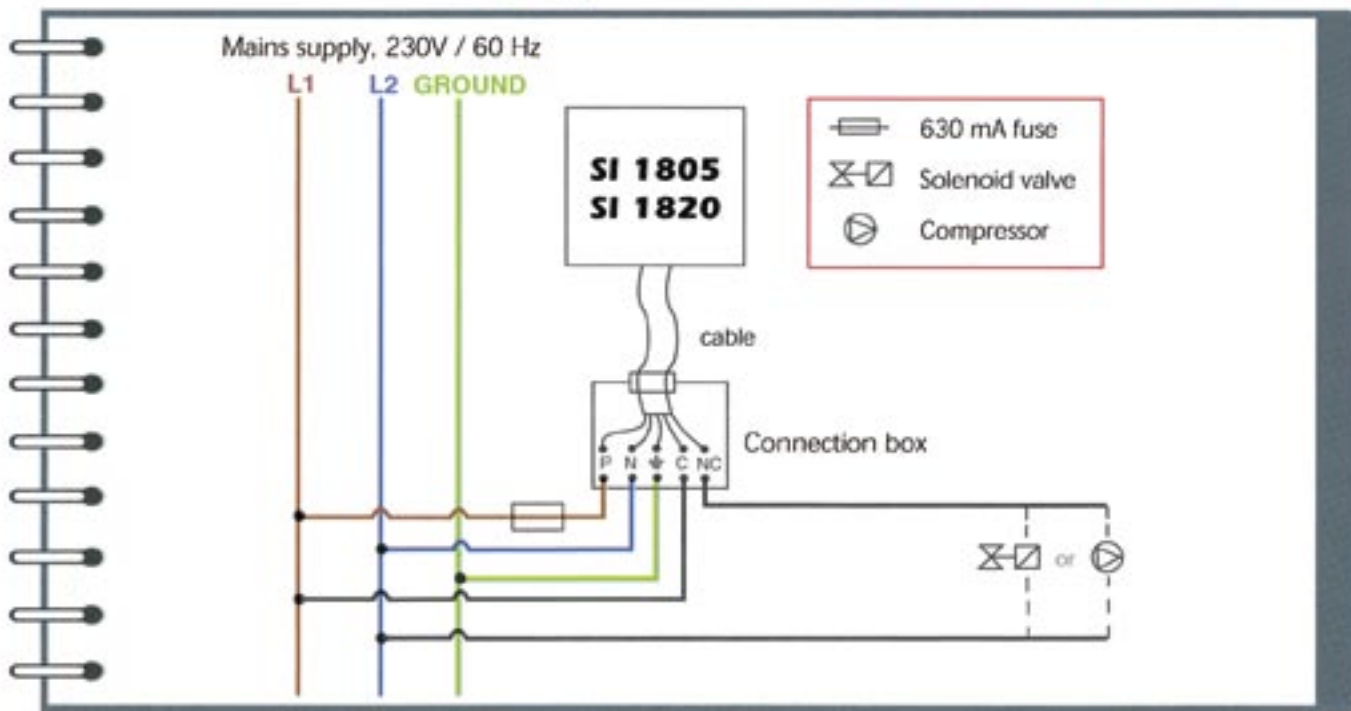 Mains supply, 230V / 60 Hz
L1 L2 GROUND
SI 1805
SI 1820
630 mA fuse
Solenoid valve
Compressor
cable
Connection box
P N C NC
or